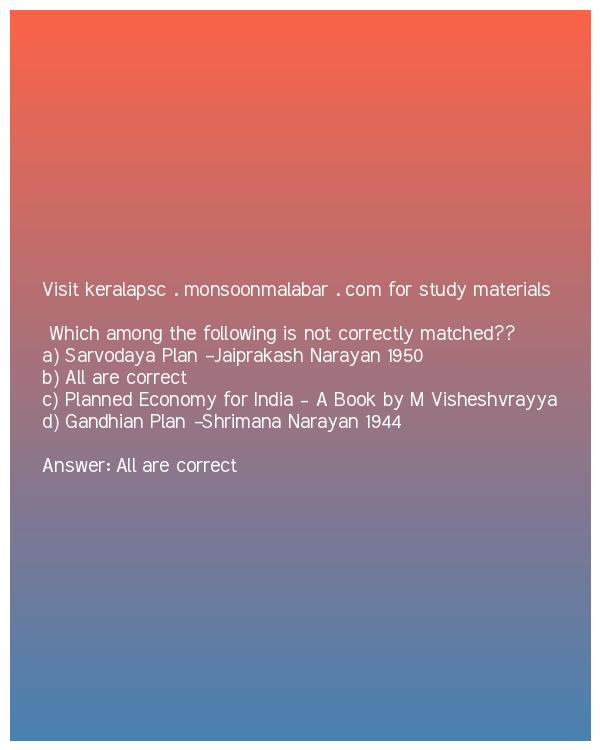 Visit keralapsc . monsoonmalabar . com for study materials
Which among the following is not correctly matched??
a) Sarvodaya Plan -Jaiprakash Narayan 1950
b) All are correct
c) Planned Economy for India - A Book by M Visheshvrayya
d) Gandhian Plan -Shrimana Narayan 1944
Answer: All are correct